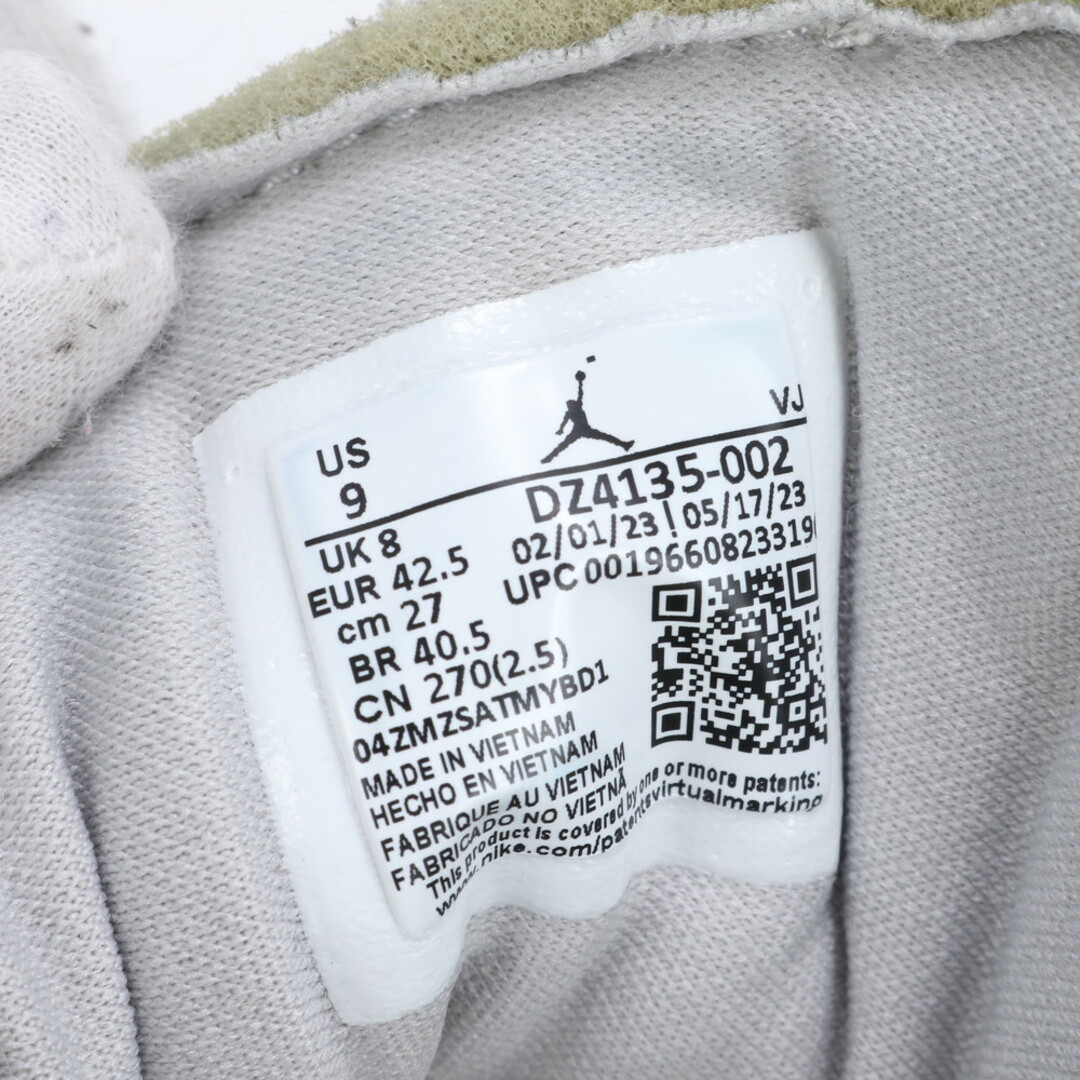 US
9
VJ
UK 8
EUR 42.5
cm 27
BR 40.5
CN 270(2.5)
04ZMZSATMYBD1
DZ4135-002
02/01/23 | 05/17/23
UPC 00196608233196
MADE IN VIETNAM
HECHO EN VIETNAM
FABRIQUE AU VIETNAM
FABRICADO NO VIETNÃ
This product is covered by one or more patents:
www.nike.com/patentsvirtualmarking